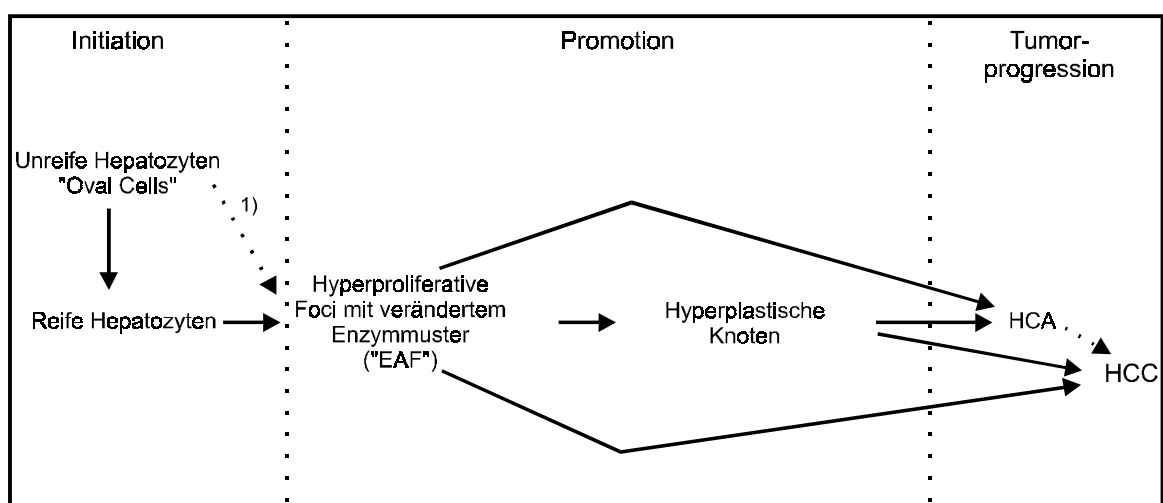 Initiation
Promotion
Tumor-
progression
Unreife Hepatozyten
"Oval Cells"
1)
Reife Hepatozyten
Hyperproliferative
Foci mit verändertem
Enzymmuster
("EAF")
Hyperplastische
Knoten
HCA
HCC